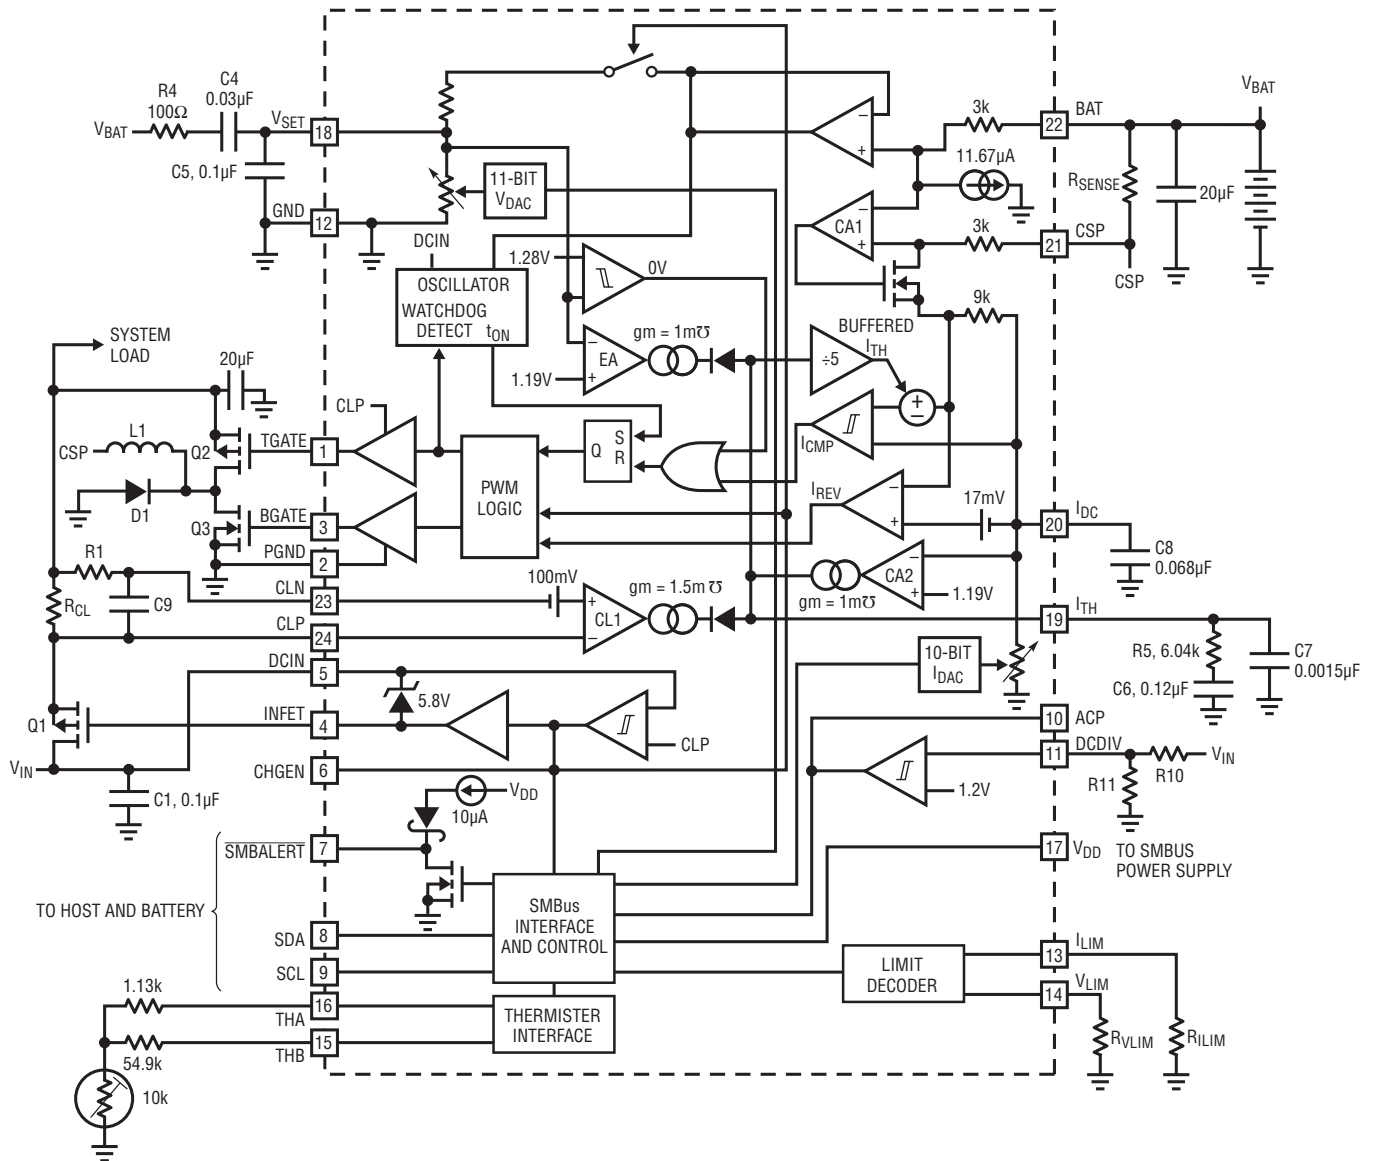 R4
100Ω
C4
0.03µF
VBAT
VSET
18
C5, 0.1µF
GND
12
11-BIT
VDAC
DCIN
OSCILLATOR
WATCHDOG
DETECT tON
1.28V
0V
–
+
EA
1.19V
gm = 1m℧
–
+
3k
BAT
22
11.67µA
–
+
CA1
3k
CSP
21
VBAT
RSENSE
20µF
CSP
9k
BUFFERED
ITH
÷5
+
–
ICMP
SYSTEM
LOAD
20µF
CLP
L1
CSP
Q2
TGATE
1
D1
Q3
BGATE
3
PGND
2
PWM
LOGIC
Q
S
R
IREV
–
+
17mV
IDC
20
C8
0.068µF
R1
CLN
23
RCL
C9
CLP
24
100mV
+
–
CL1
gm = 1.5m ℧
gm = 1m℧
–
+
CA2
1.19V
ITH
19
R5, 6.04k
C7
0.0015µF
C6, 0.12µF
10-BIT
IDAC
DCIN
5
5.8V
INFET
4
Q1
CLP
VIN
C1, 0.1µF
CHGEN
6
ACP
10
DCDIV
11
VIN
R10
R11
1.2V
VDD
10µA
SMBALERT
7
VDD
17
TO SMBUS
POWER SUPPLY
TO HOST AND BATTERY
SDA
8
SCL
9
SMBus
INTERFACE
AND CONTROL
LIMIT
DECODER
ILIM
13
VLIM
14
RVLIM
RILIM
1.13k
THA
16
THERMISTER
INTERFACE
THB
15
54.9k
10k